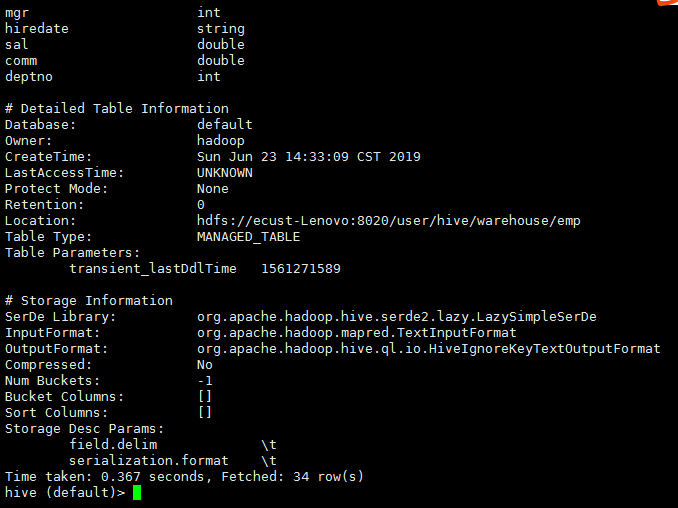 mgr int
hiredate string
sal double
comm double
deptno int
# Detailed Table Information
Database: default
Owner: hadoop
CreateTime: Sun Jun 23 14:33:09 CST 2019
LastAccessTime: UNKNOWN
Protect Mode: None
Retention: 0
Location: hdfs://ecust-Lenovo:8020/user/hive/warehouse/emp
Table Type: MANAGED_TABLE
Table Parameters:
transient_lastDdlTime 1561271589
# Storage Information
SerDe Library: org.apache.hadoop.hive.serde2.lazy.LazySimpleSerDe
InputFormat: org.apache.hadoop.mapred.TextInputFormat
OutputFormat: org.apache.hadoop.hive.ql.io.HiveIgnoreKeyTextOutputFormat
Compressed: No
Num Buckets: -1
Bucket Columns: []
Sort Columns: []
Storage Desc Params:
field.delim \t
serialization.format \t
Time taken: 0.367 seconds, Fetched: 34 row(s)
hive (default)>